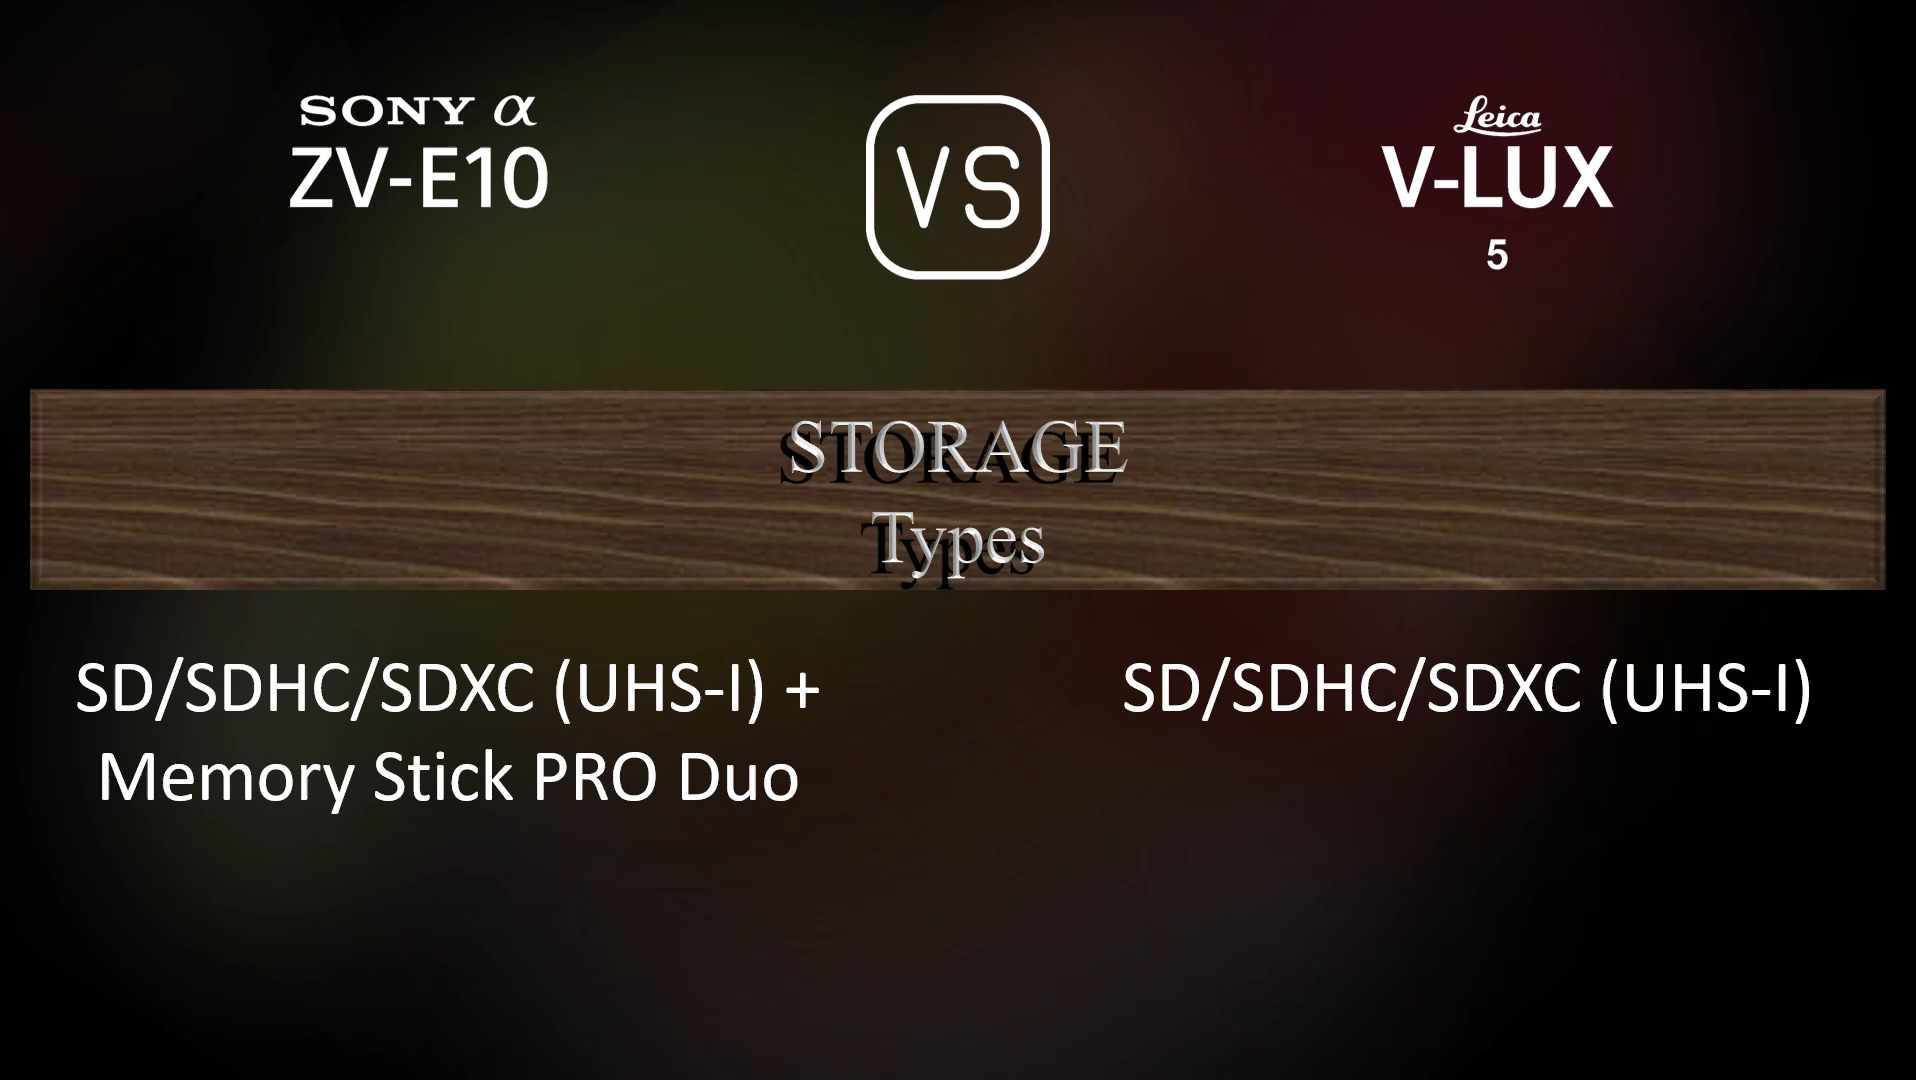 SONY α
ZV-E10
VS
Leica
V-LUX
5
STORAGE
Types
SD/SDHC/SDXC (UHS-I) +
Memory Stick PRO Duo
SD/SDHC/SDXC (UHS-I)